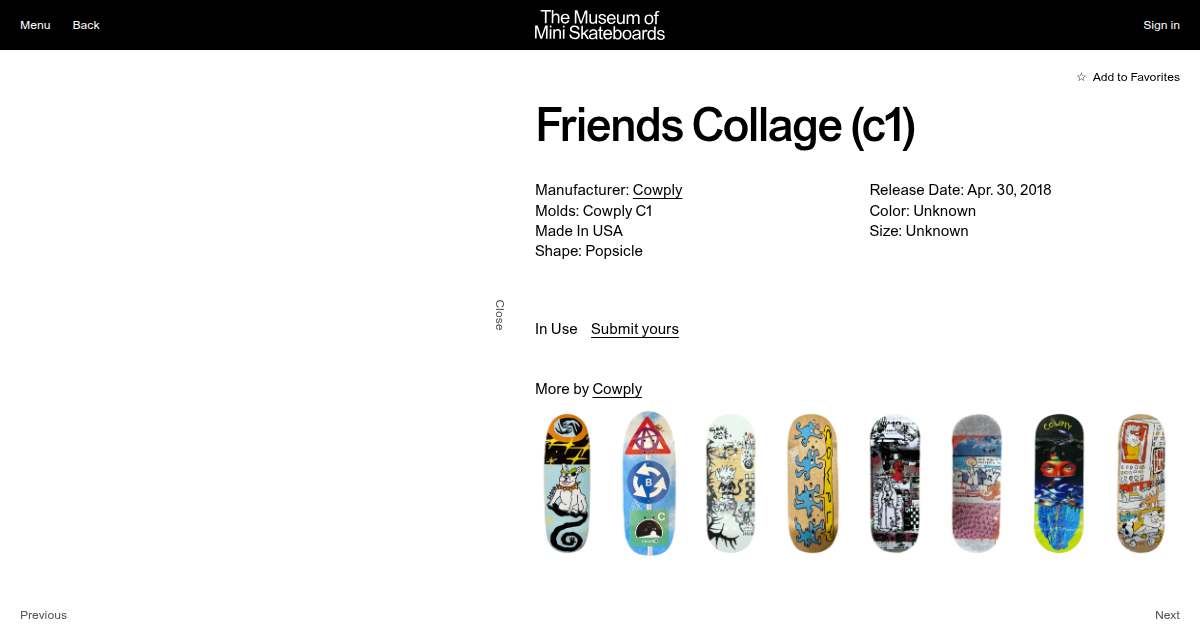 Menu
Back
The Museum of
Mini Skateboards
Sign in
☆ Add to Favorites
Friends Collage (c1)
Manufacturer: Cowply
Molds: Cowply C1
Made In USA
Shape: Popsicle
Release Date: Apr. 30, 2018
Color: Unknown
Size: Unknown
Close
In Use
Submit yours
More by Cowply
B
C
COWPLY
COWPLY
Previous
Next